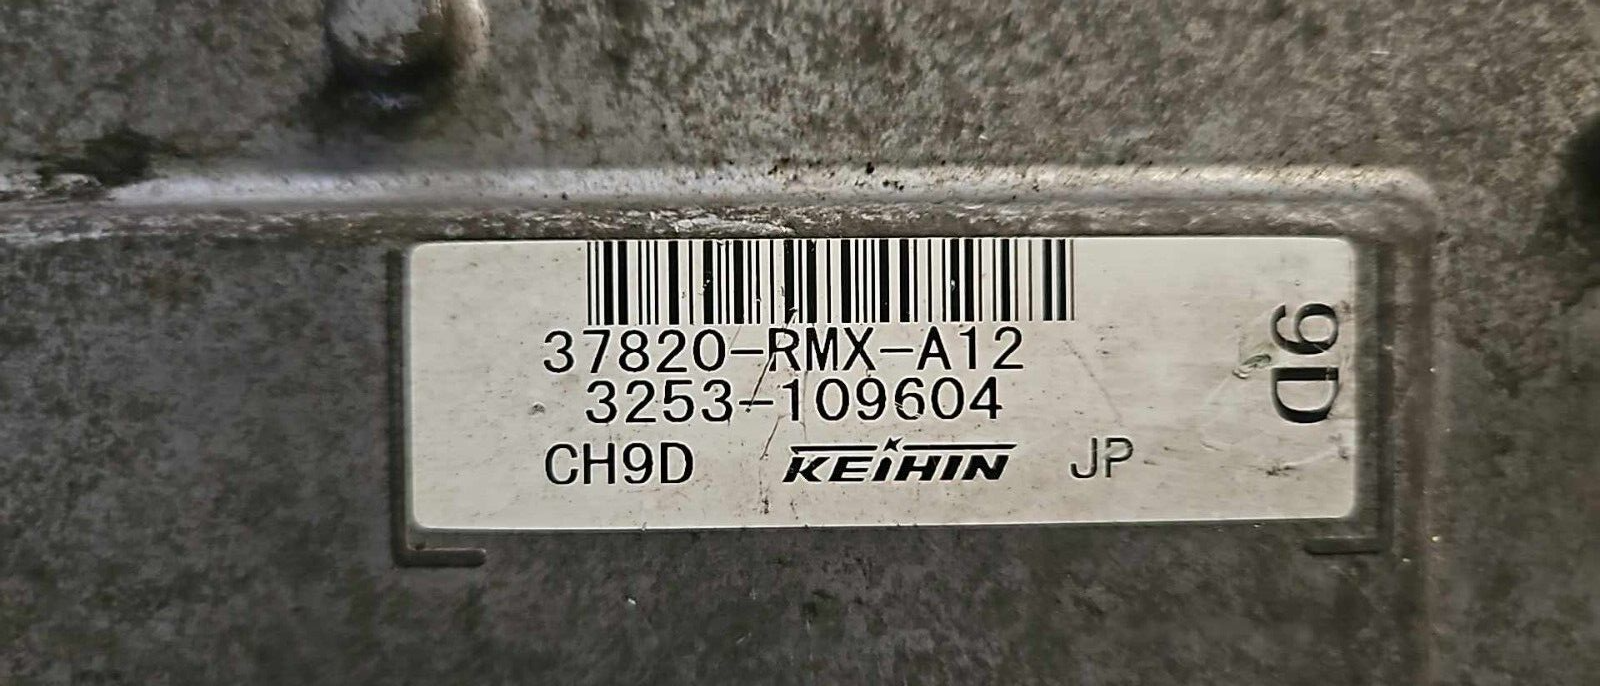 37820-RMX-A12
3253-109604
CH9D KEIHIN JP
9D